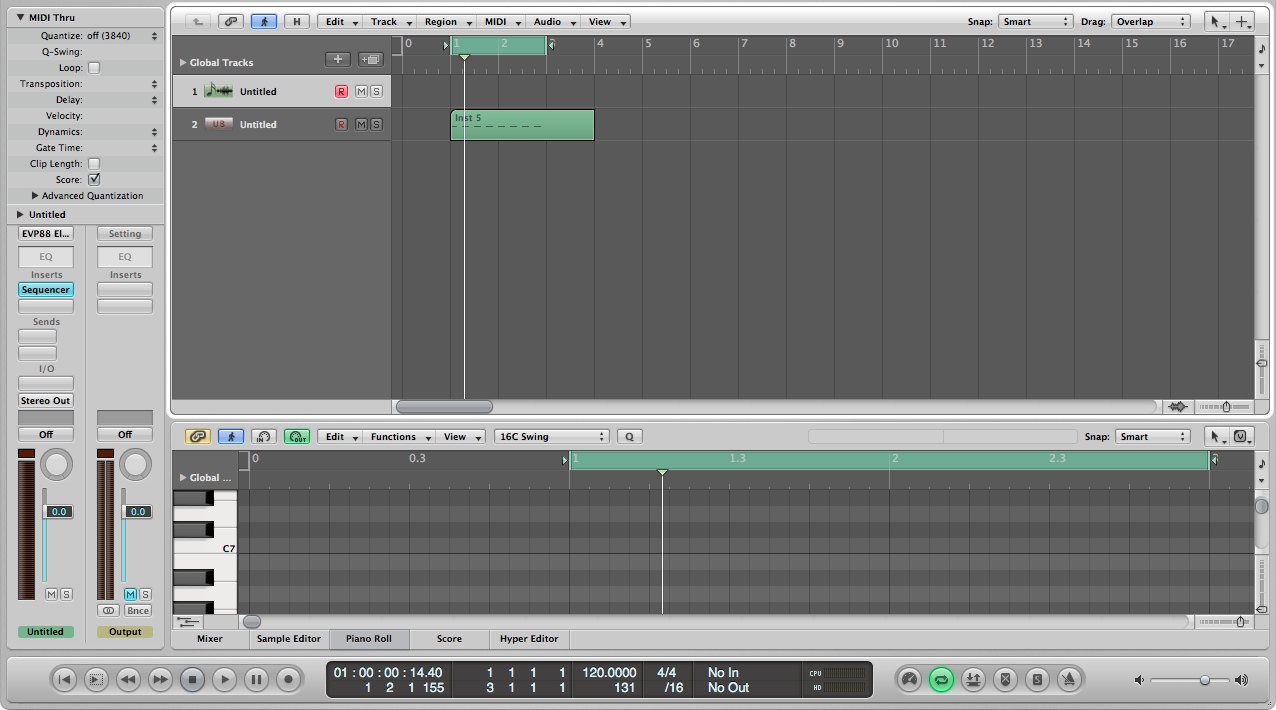 MIDI Thru
Quantize: off (3840)
Q-Swing:
Loop:
Transposition:
Delay:
Velocity:
Dynamics:
Gate Time:
Clip Length:
Score:
Advanced Quantization
Untitled
EVP88 El... Setting
EQ EQ
Inserts Inserts
Sequencer
Sends
I/O
Stereo Out
Off Off
0.0 0.0
M S M S
Bnce
Untitled Output
H Edit Track Region MIDI Audio View Snap: Smart Drag: Overlap
0 1 2 3 4 5 6 7 8 9 10 11 12 13 14 15 16 17
Global Tracks
1 Untitled R M S
2 UB Untitled R M S
Inst 5
IN OUT Edit Functions View 16C Swing Q Snap: Smart
0 0.3 1 1.3 2 2.3 3
Global ...
C7
Mixer Sample Editor Piano Roll Score Hyper Editor
01 : 00 : 00 : 14.40 1 1 1 1 120.0000 4/4 No In CPU
1 2 1 155 3 1 1 1 131 /16 No Out HD
S